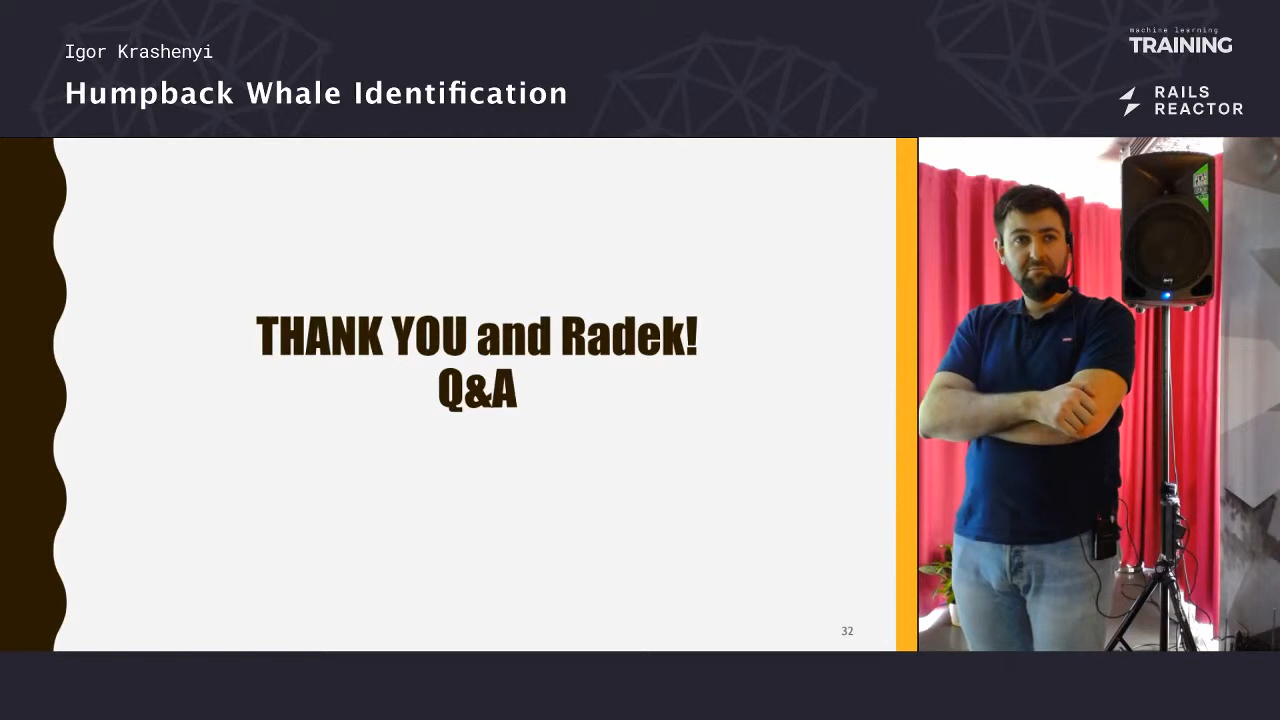 Igor Krashenyi
Humpback Whale Identification
machine learning
TRAINING
RAILS
REACTOR
THANK YOU and Radek!
Q&A
32